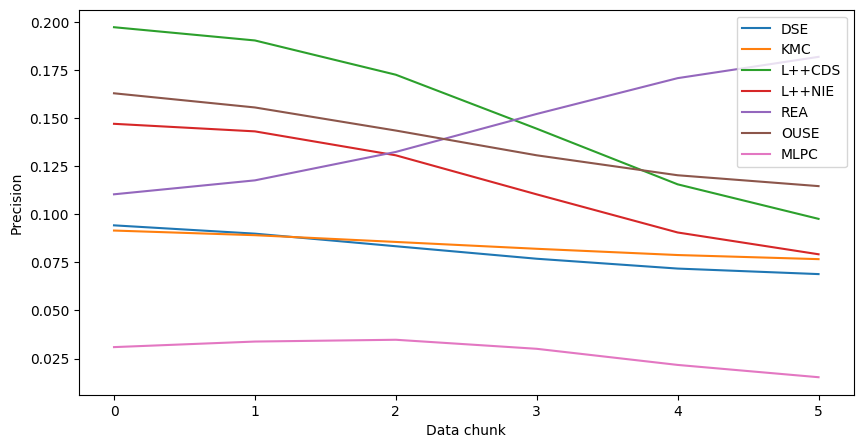 0.200
0.175
0.150
0.125
0.100
0.075
0.050
0.025
Precision
0 1 2 3 4 5
Data chunk
DSE
KMC
L++CDS
L++NIE
REA
OUSE
MLPC